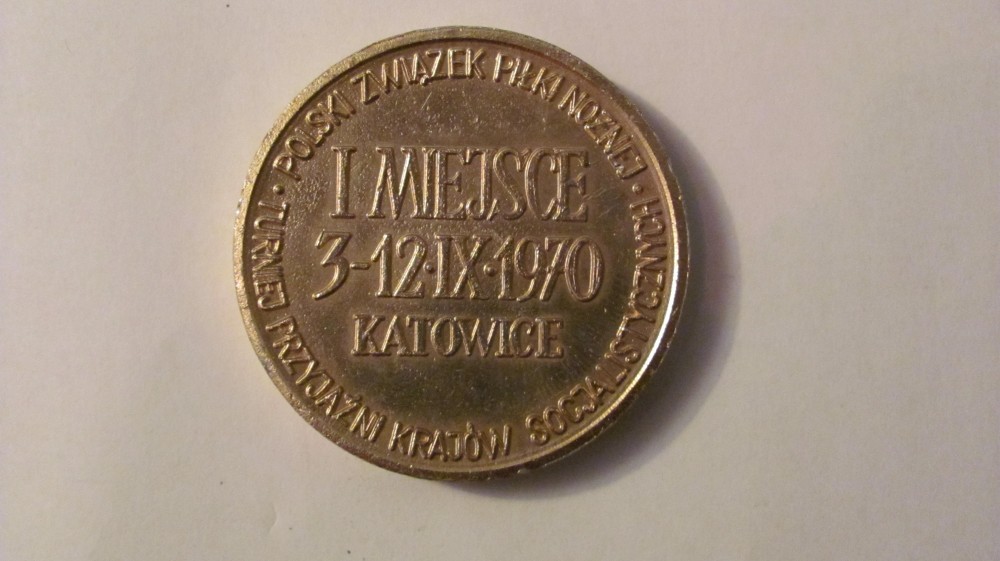 POLSKI ZWIĄZEK PIŁKI NOŻNEJ
I MIEJSCE
3-12·IX·1970
KATOWICE
· TURNIEJ PRZYJAŹNI KRAJÓW SOCJALISTYCZNYCH ·